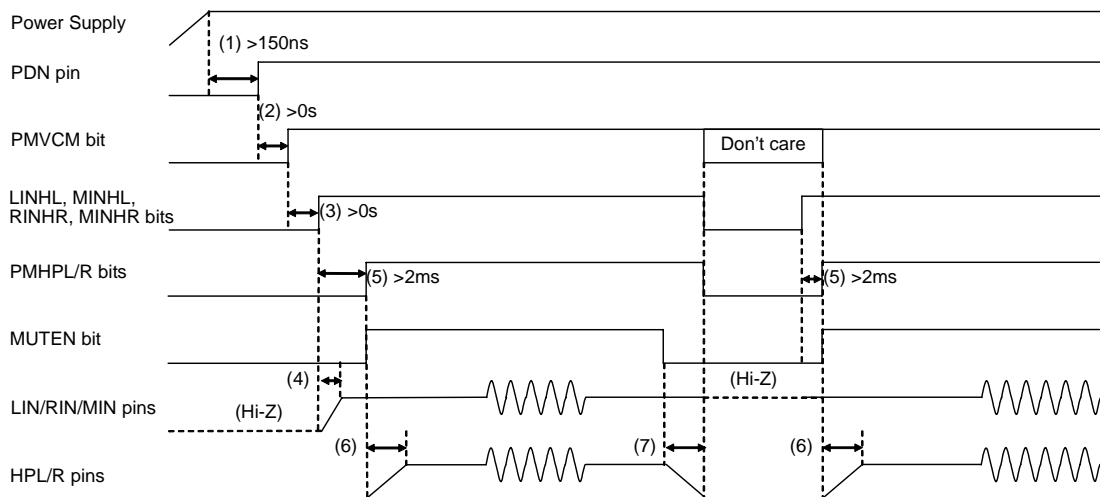 Power Supply
(1) >150ns
PDN pin
(2) >0s
PMVCM bit
Don't care
LINHL, MINHL,
RINHR, MINHR bits
(3) >0s
PMHPL/R bits
(5) >2ms
(5) >2ms
MUTEN bit
(4)
(Hi-Z)
(Hi-Z)
LIN/RIN/MIN pins
(6)
(7)
(6)
HPL/R pins